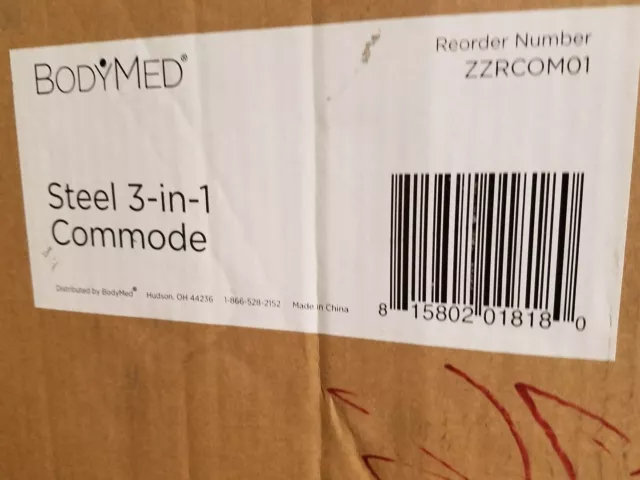 BODYMED®
Reorder Number
ZZRCOM01
Steel 3-in-1
Commode
Distributed by BodyMed® Hudson, OH 44236 1-866-528-2152 Made in China
8 15802 01818 0